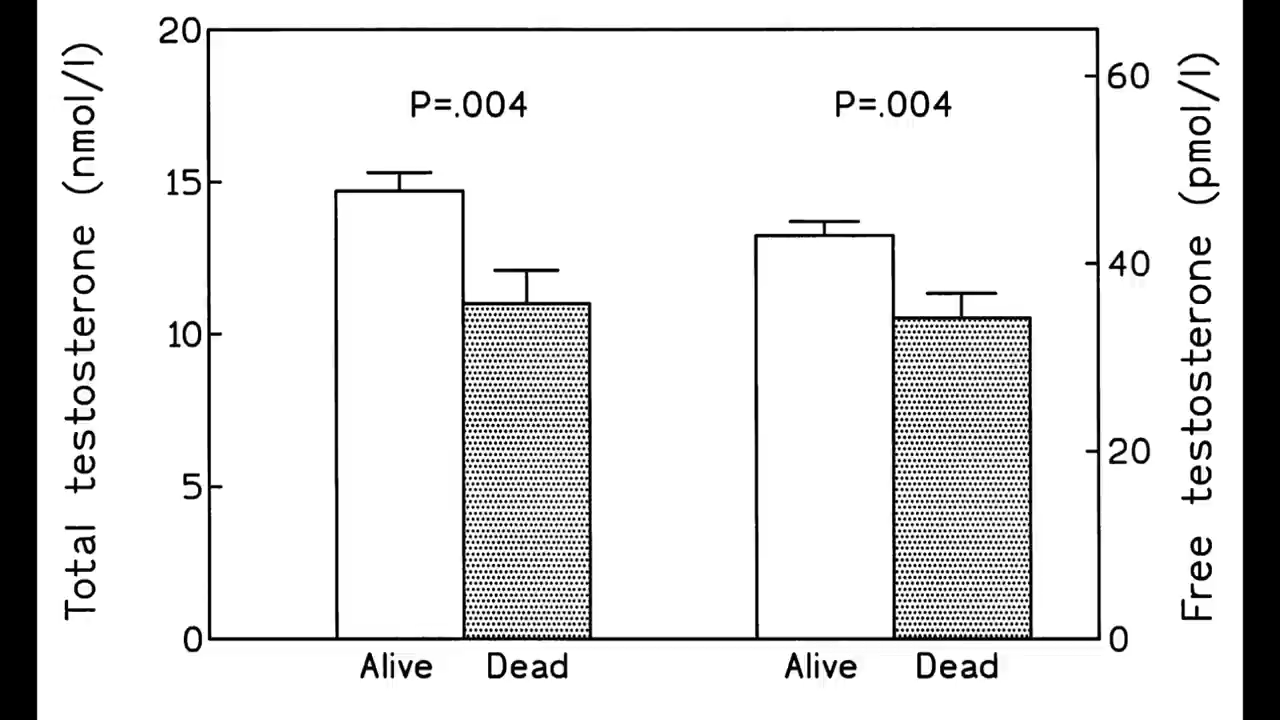 Total testosterone (nmol/l)
20
15
10
5
0
P=.004
P=.004
Alive
Dead
Alive
Dead
60
40
20
0
Free testosterone (pmol/l)